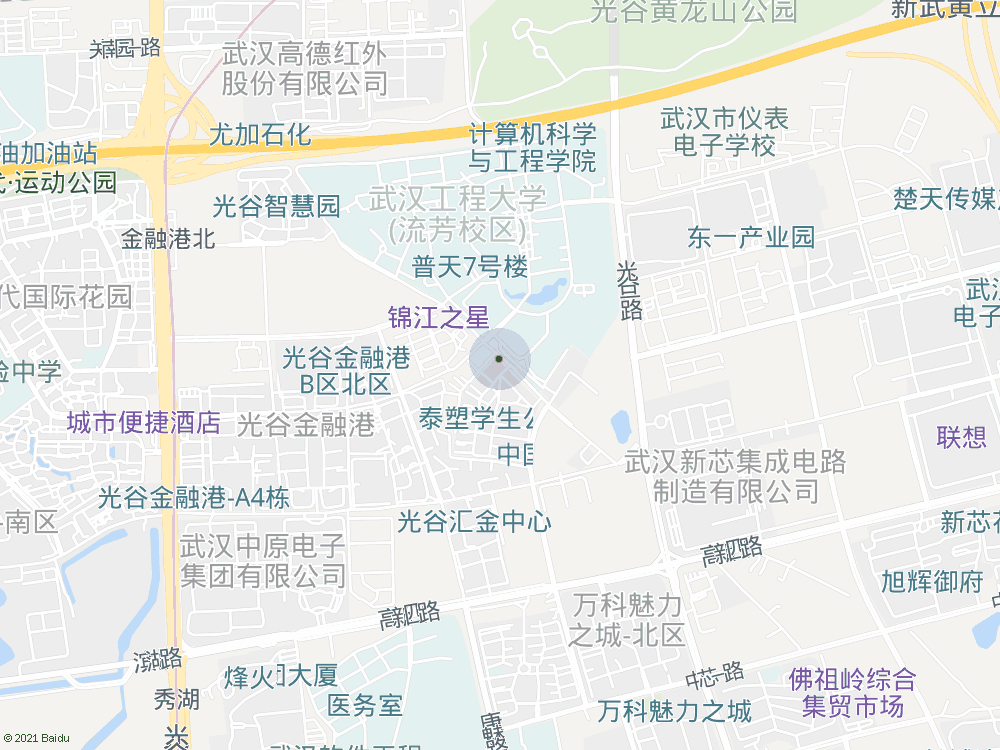 光谷黄龙山公园
新武黄立
关南园一路
武汉高德红外
股份有限公司
武汉市仪表
电子学校
尤加石化
计算机科学
与工程学院
油加油站
弋·运动公园
武汉工程大学
(流芳校区)
光谷智慧园
楚天传媒
金融港北
东一产业园
普天7号楼
光谷一路
代国际花园
武汉
电子
锦江之星
光谷金融港
B区北区
验中学
泰塑学生公
城市便捷酒店
光谷金融港
中国
联想
武汉新芯集成电路
制造有限公司
光谷金融港-A4栋
-南区
光谷汇金中心
新芯花
武汉中原电子
集团有限公司
高新四路
旭辉御府
万科魅力
之城-北区
高新四路
烽火
大厦
中芯一路
佛祖岭综合
集贸市场
秀湖
医务室
万科魅力之城
光
© 2021 Baidu
武汉软件工程